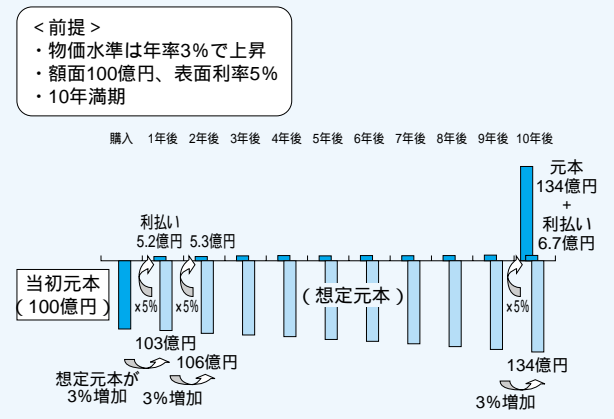 ＜前提＞
・物価水準は年率3％で上昇
・額面100億円、表面利率5％
・10年満期
購入 1年後 2年後 3年後 4年後 5年後 6年後 7年後 8年後 9年後 10年後
元本
134億円
+
利払い
6.7億円
利払い
5.2億円 5.3億円
当初元本
（100億円）
x5% x5% （想定元本） x5%
103億円
106億円
134億円
想定元本が
3％増加
3％増加
3％増加